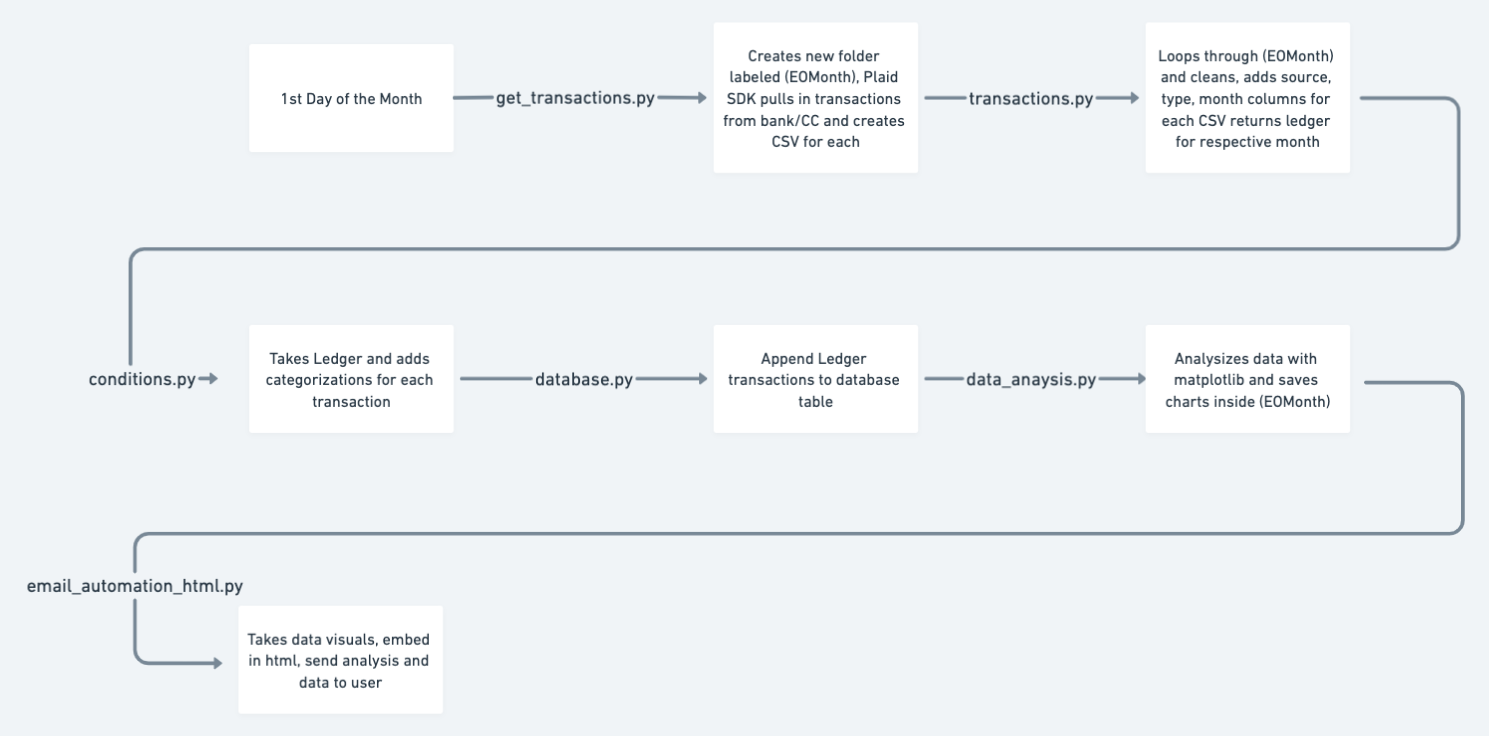 1st Day of the Month
get_transactions.py
Creates new folder
labeled (EOMonth), Plaid
SDK pulls in transactions
from bank/CC and creates
CSV for each
transactions.py
Loops through (EOMonth)
and cleans, adds source,
type, month columns for
each CSV returns ledger
for respective month
conditions.py
Takes Ledger and adds
categorizations for each
transaction
database.py
Append Ledger
transactions to database
table
data_anaysis.py
Analysizes data with
matplotlib and saves
charts inside (EOMonth)
email_automation_html.py
Takes data visuals, embed
in html, send analysis and
data to user